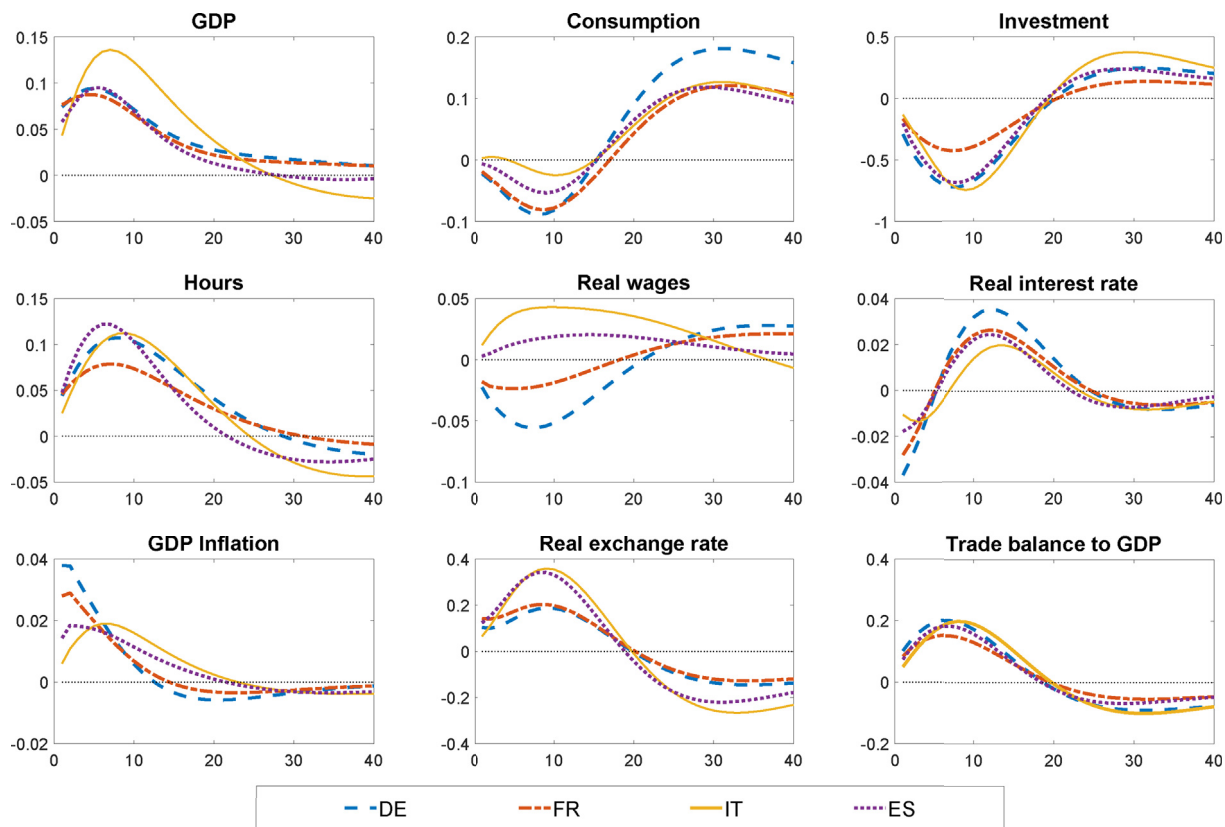 GDP
0.15
0.1
0.05
0
-0.05
0 10 20 30 40
Consumption
0.2
0.1
0
-0.1
0 10 20 30 40
Investment
0.5
0
-0.5
-1
0 10 20 30 40
Hours
0.15
0.1
0.05
0
-0.05
0 10 20 30 40
Real wages
0.05
0
-0.05
-0.1
0 10 20 30 40
Real interest rate
0.04
0.02
0
-0.02
-0.04
0 10 20 30 40
GDP Inflation
0.04
0.02
0
-0.02
0 10 20 30 40
Real exchange rate
0.4
0.2
0
-0.2
-0.4
0 10 20 30 40
Trade balance to GDP
0.4
0.2
0
-0.2
0 10 20 30 40
DE FR IT ES